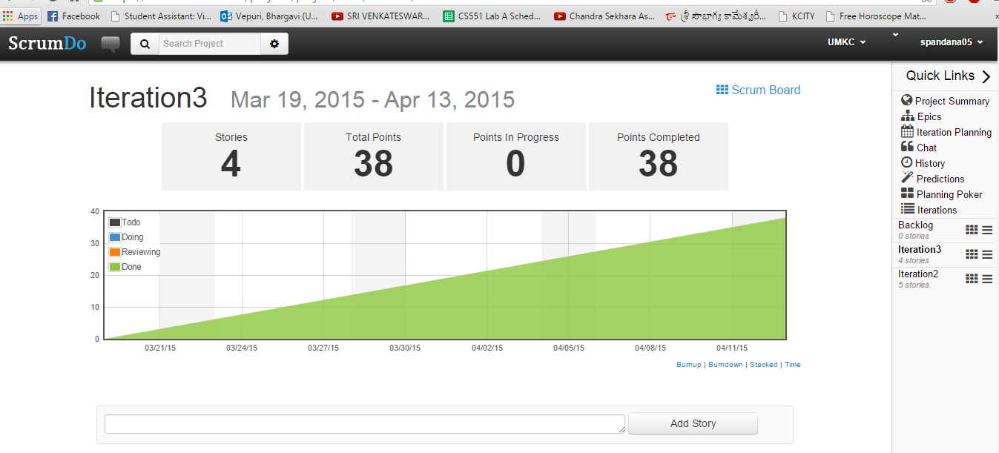 Apps Facebook Student Assistant: Vi... Vepuri, Bhargavi (U... SRI VENKATESWAR... CS551 Lab A Sched... Chandra Sekhara As... శ్రీ సౌభాగ్య కామేశ్వరీ... KCITY Free Horoscope Mat... »
ScrumDo Search Project UMKC spandana05
Iteration3 Mar 19, 2015 - Apr 13, 2015 Scrum Board
Stories Total Points Points In Progress Points Completed
4 38 0 38
40
30
20
10
0
Todo
Doing
Reviewing
Done
03/21/15 03/24/15 03/27/15 03/30/15 04/02/15 04/05/15 04/08/15 04/11/15
Burnup | Burndown | Stacked | Time
Add Story
Quick Links
Project Summary
Epics
Iteration Planning
Chat
History
Predictions
Planning Poker
Iterations
Backlog
0 stories
Iteration3
4 stories
Iteration2
5 stories